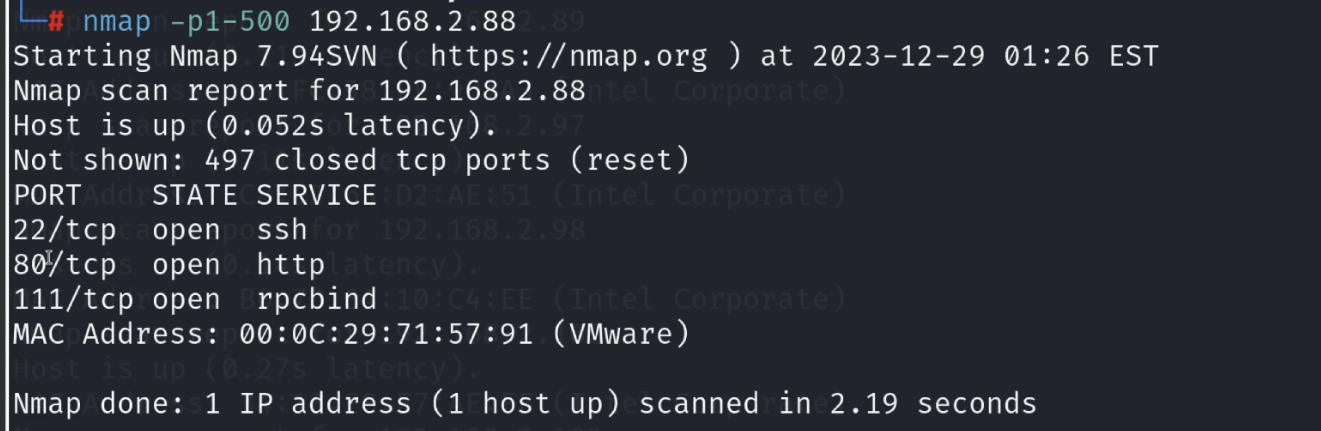 └─# nmap -p1-500 192.168.2.88
Starting Nmap 7.94SVN ( https://nmap.org ) at 2023-12-29 01:26 EST
Nmap scan report for 192.168.2.88
Host is up (0.052s latency).
Not shown: 497 closed tcp ports (reset)
PORT    STATE SERVICE
22/tcp  open  ssh
80/tcp  open  http
111/tcp open  rpcbind
MAC Address: 00:0C:29:71:57:91 (VMware)
Nmap done: 1 IP address (1 host up) scanned in 2.19 seconds